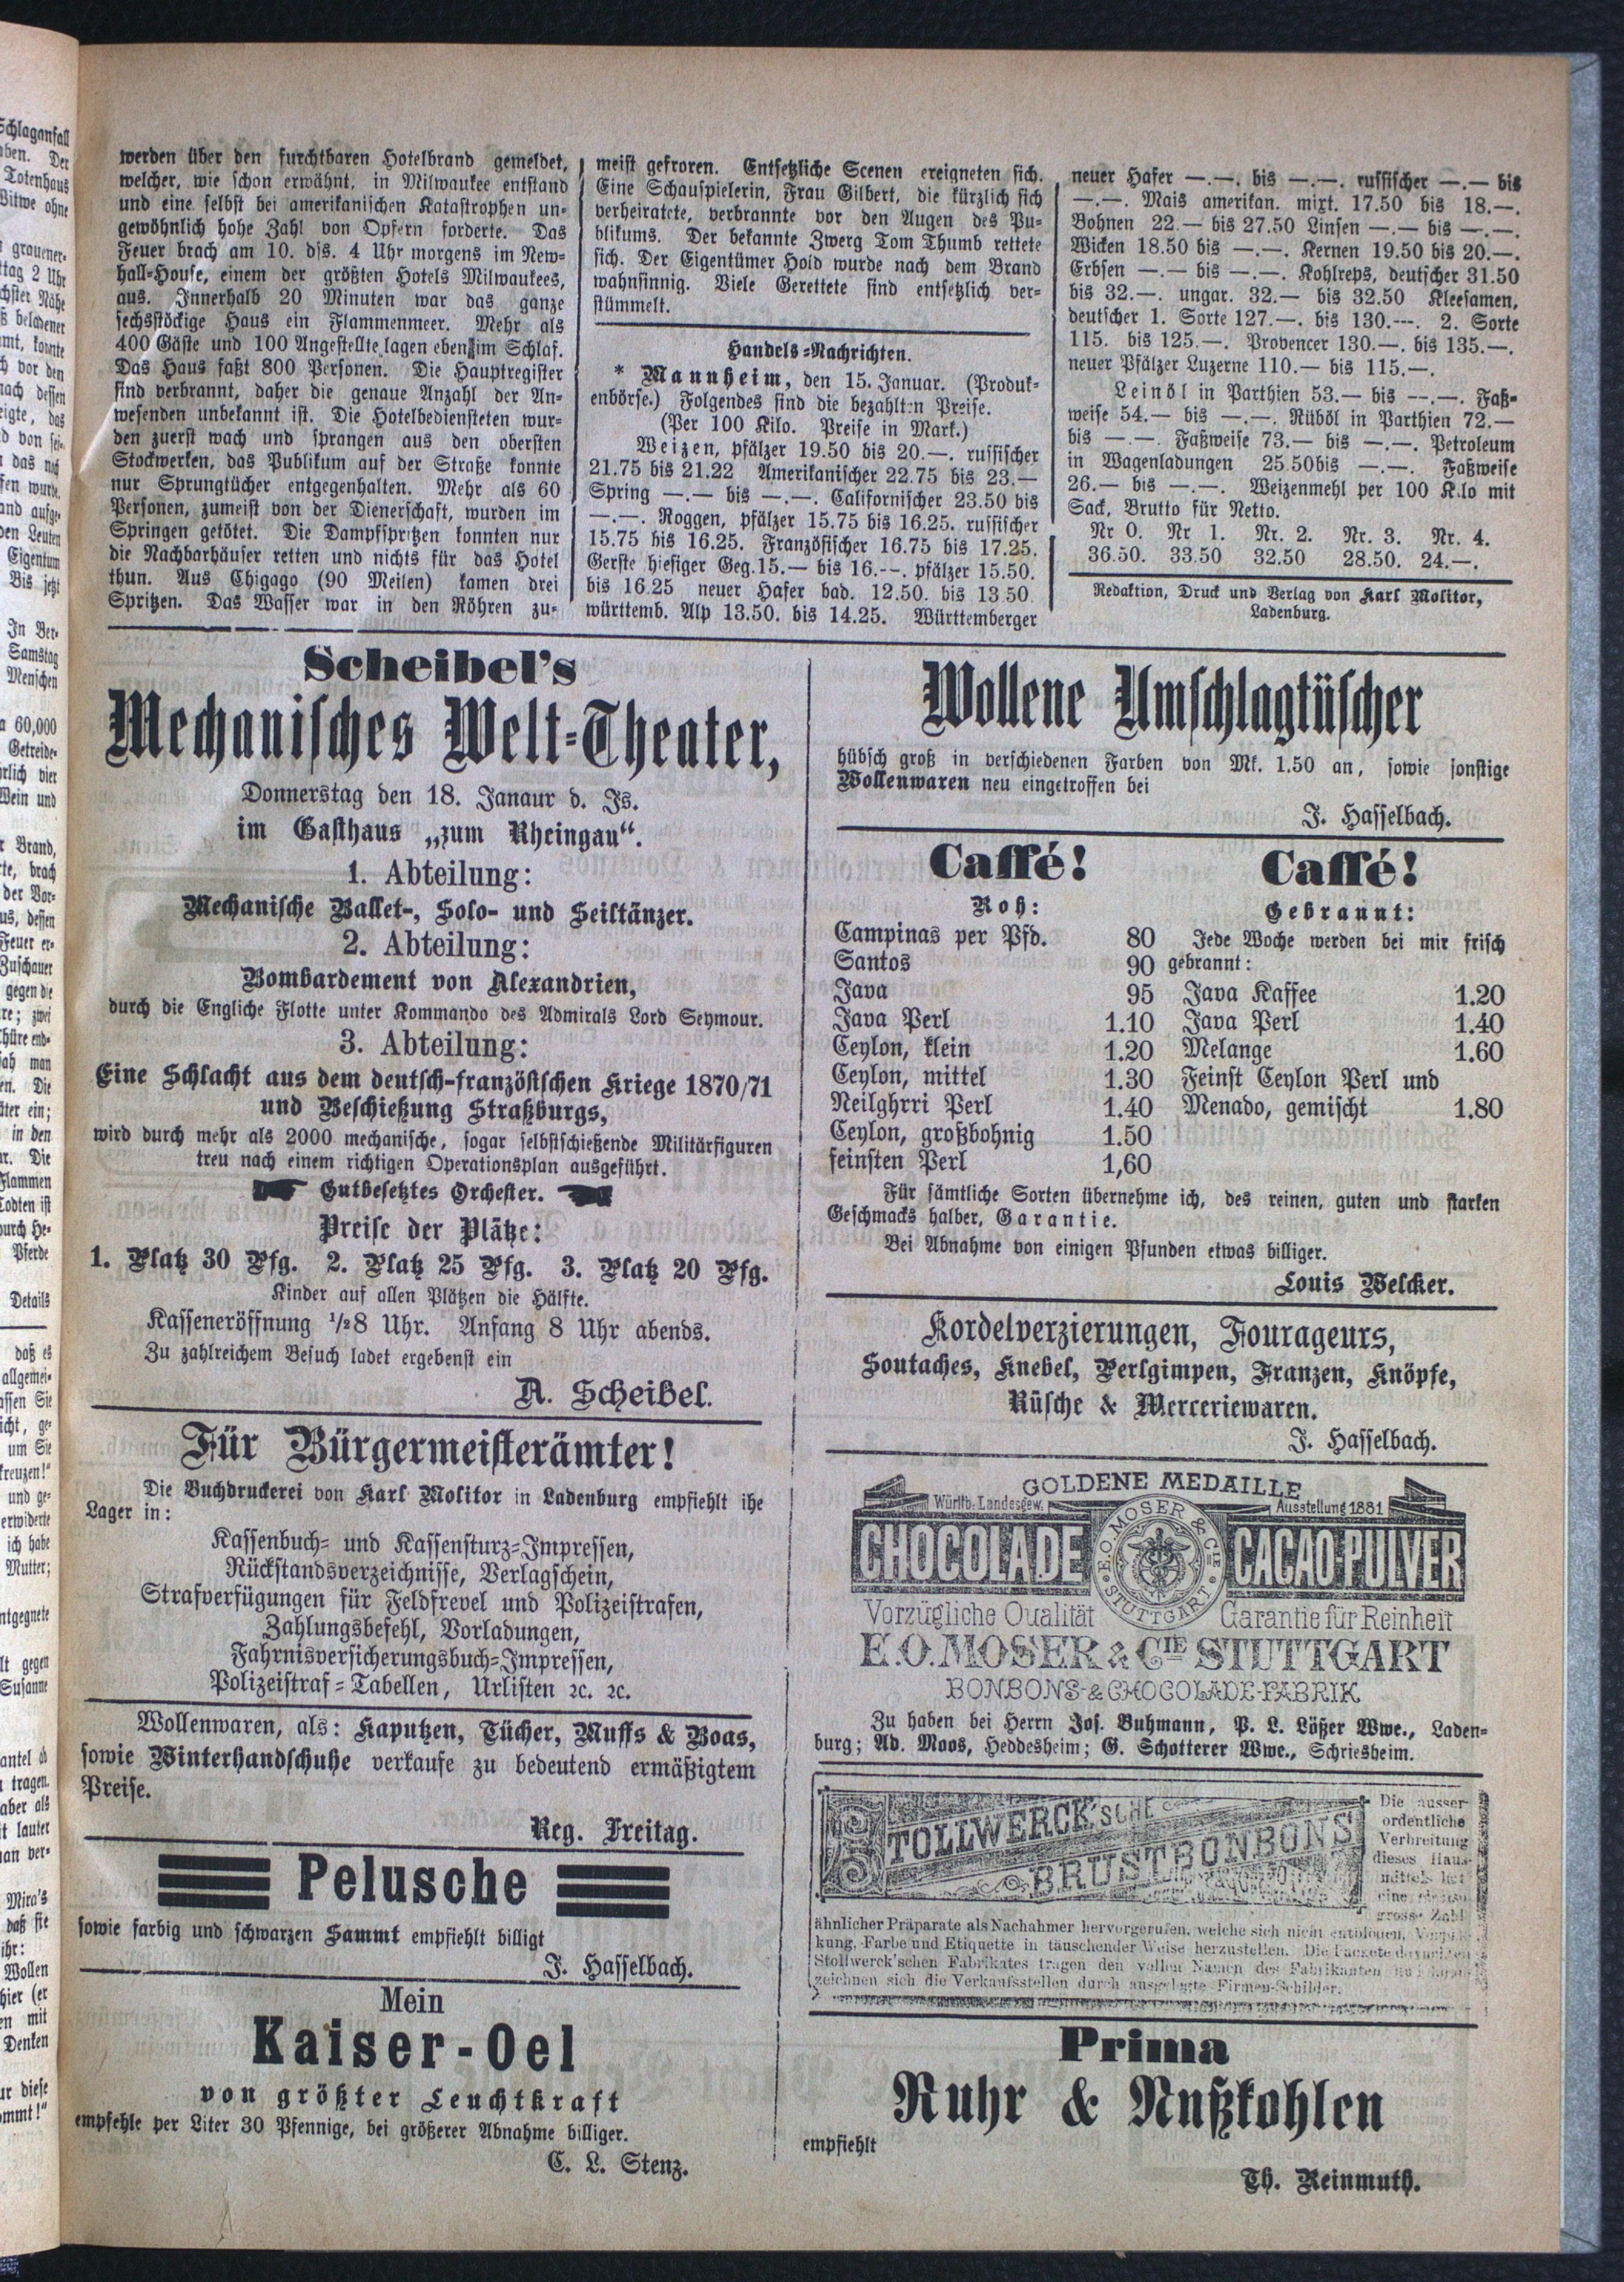 werden über den furchtbaren Hotelbrand gemeldet,
welcher, wie schon erwähnt, in Milwaukee entstand
und eine selbst bei amerikanischen Katastrophen un-
gewöhnlich hohe Zahl von Opfern forderte. Das
Feuer brach am 10. djs. 4 Uhr morgens im New-
hall-House, einem der größten Hotels Milwaukees,
aus. Innerhalb 20 Minuten war das ganze
sechsstöckige Haus ein Flammenmeer. Mehr als
400 Gäste und 100 Angestellte lagen eben im Schlaf.
Das Haus faßt 800 Personen. Die Hauptregister
sind verbrannt, daher die genaue Anzahl der An-
wesenden unbekannt ist. Die Hotelbediensteten wur-
den zuerst wach und sprangen aus den obersten
Stockwerken, das Publikum auf der Straße konnte
nur Sprungtücher entgegenhalten. Mehr als 60
Personen, zumeist von der Dienerschaft, wurden im
Springen getötet. Die Dampfspritzen konnten nur
die Nachbarhäuser retten und nichts für das Hotel
thun. Aus Chigago (90 Meilen) kamen drei
Spritzen. Das Wasser war in den Röhren zu-
meist gefroren. Entsetzliche Scenen ereigneten sich.
Eine Schauspielerin, Frau Gilbert, die kürzlich sich
verheiratete, verbrannte vor den Augen des Pu-
blikums. Der bekannte Zwerg Tom Thumb rettete
sich. Der Eigentümer Hold wurde nach dem Brand
wahnsinnig. Viele Gerettete sind entsetzlich ver-
stümmelt.
Handels-Nachrichten.
* Mannheim, den 15. Januar. (Produk-
enbörse.) Folgendes sind die bezahlten Preise.
(Per 100 Kilo. Preise in Mark.)
Weizen, pfälzer 19.50 bis 20.—. russischer
21.75 bis 21.22 Amerikanischer 22.75 bis 23.—
Spring —.— bis —.—. Californischer 23.50 bis
—.—. Roggen, pfälzer 15.75 bis 16.25. russischer
15.75 bis 16.25. Französischer 16.75 bis 17.25.
Gerste hiesiger Geg. 15.— bis 16.--. pfälzer 15.50.
bis 16.25 neuer Hafer bad. 12.50. bis 13.50.
württemb. Alp 13.50. bis 14.25. Württemberger
neuer Hafer —.—. bis —.—. russischer —.— bis
—.—. Mais amerikan. mixt. 17.50 bis 18.—.
Bohnen 22.— bis 27.50 Linsen —.— bis —.—.
Wicken 18.50 bis —.—. Kernen 19.50 bis 20.—.
Erbsen —.— bis —.—. Kohlreps, deutscher 31.50
bis 32.—. ungar. 32.— bis 32.50 Kleesamen,
deutscher 1. Sorte 127.—. bis 130.---. 2. Sorte
115. bis 125.—. Provencer 130.—. bis 135.—.
neuer Pfälzer Luzerne 110.— bis 115.—.
Leinöl in Parthien 53.— bis --.—. Faß-
weise 54.— bis —.—. Rüböl in Parthien 72.—
bis —.—. Faßweise 73.— bis —.—. Petroleum
in Wagenladungen 25.50bis —.—. Faßweise
26.— bis —.—. Weizenmehl per 100 K.lo mit
Sack, Brutto für Netto.
Nr 0. Nr 1. Nr. 2. Nr. 3. Nr. 4.
36.50. 33.50 32.50 28.50. 24.—.
Redaktion, Druck und Verlag von Karl Molitor,
Ladenburg.
Scheibel's
Mechanisches Welt-Theater,
Donnerstag den 18. Janaur d. Js.
im Gasthaus „zum Rheingau“.
1. Abteilung:
Mechanische Ballet-, Solo- und Seiltänzer.
2. Abteilung:
Bombardement von Alexandrien,
durch die Engliche Flotte unter Kommando des Admirals Lord Seymour.
3. Abteilung:
Eine Schlacht aus dem deutsch-französischen Kriege 1870/71
und Beschießung Straßburgs,
wird durch mehr als 2000 mechanische, sogar selbstschießende Militärfiguren
treu nach einem richtigen Operationsplan ausgeführt.
Gutbesetztes Orchester.
Preise der Plätze:
1. Platz 30 Pfg. 2. Platz 25 Pfg. 3. Platz 20 Pfg.
Kinder auf allen Plätzen die Hälfte.
Kasseneröffnung ½8 Uhr. Anfang 8 Uhr abends.
Zu zahlreichem Besuch ladet ergebenst ein
A. Scheibel.
Für Bürgermeisterämter!
Die Buchdruckerei von Karl Molitor in Ladenburg empfiehlt ihe
Lager in:
Kassenbuch- und Kassensturz-Impressen,
Rückstandsverzeichnisse, Verlagschein,
Strafverfügungen für Feldfrevel und Polizeistrafen,
Zahlungsbefehl, Vorladungen,
Fahrnisversicherungsbuch-Impressen,
Polizeistraf-Tabellen, Urlisten ꝛc. ꝛc.
Wollenwaren, als: Kaputzen, Tücher, Muffs & Boas,
sowie Winterhandschuhe verkaufe zu bedeutend ermäßigtem
Preise.
Reg. Freitag.
Pelusche
sowie farbig und schwarzen Sammt empfiehlt billigt
J. Hasselbach.
Mein
Kaiser-Oel
von größter Leuchtkraft
empfehle per Liter 30 Pfennige, bei größerer Abnahme billiger.
C. L. Stenz.
Wollene Umschlagtüscher
hübsch groß in verschiedenen Farben von Mk. 1.50 an, sowie sonstige
Wollenwaren neu eingetroffen bei
J. Hasselbach.
Caffé! Caffé!
Roh:
Campinas per Pfd. 80
Santos 90
Java 95
Java Perl 1.10
Ceylon, klein 1.20
Ceylon, mittel 1.30
Neilghrri Perl 1.40
Ceylon, großbohnig 1.50
feinsten Perl 1,60
Gebrannt:
Jede Woche werden bei mir frisch
gebrannt:
Java Kaffee 1.20
Java Perl 1.40
Melange 1.60
Feinst Ceylon Perl und
Menado, gemischt 1.80
Für sämtliche Sorten übernehme ich, des reinen, guten und starken
Geschmacks halber, Garantie.
Bei Abnahme von einigen Pfunden etwas billiger.
Louis Welcker.
Kordelverzierungen, Fourageurs,
Soutaches, Knebel, Perlgimpen, Franzen, Knöpfe,
Rüsche & Merceriewaren.
J. Hasselbach.
GOLDENE MEDAILLE
Württb. Landesgew. Ausstellung 1881
CHOCOLADE E.O. MOSER & CIE STUTTGART CACAO-PULVER
Vorzügliche Qualität Garantie für Reinheit
E.O. MOSER & CIE STUTTGART
BONBONS- & CHOCOLADE-FABRIK
Zu haben bei Herrn Jos. Buhmann, P. L. Lößer Wwe., Laden-
burg; Ad. Moos, Heddesheim; G. Schotterer Wwe., Schriesheim.
STOLLWERCK'SCHE
BRUSTBONBONS
Die ausser-
ordentliche
Verbreitung
dieses Haus-
mittels hat
eine
grosse Zahl
ähnlicher Präparate als Nachahmer hervorgerufen, welche sich nicht entblöden,
kung, Farbe und Etiquette in täuschender Weise herzustellen. Die Packete
Stollwerck'schen Fabrikates tragen den vollen Namen des Fabrikanten
zeichnen sich die Verkaufsstellen durch ausgelegte Firmen-Schilder.
Prima
Ruhr & Nußkohlen
empfiehlt
Th. Reinmuth.